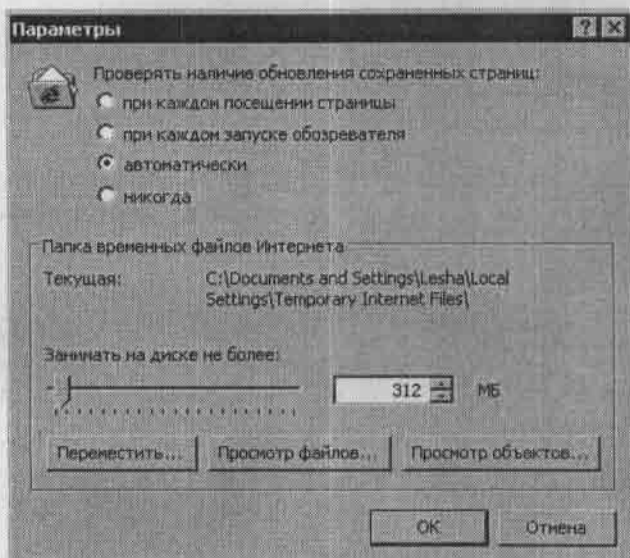 Параметры
Проверять наличие обновления сохраненных страниц:
при каждом посещении страницы
при каждом запуске обозревателя
автоматически
никогда
Папка временных файлов Интернета
Текущая: C:\Documents and Settings\Lesha\Local
Settings\Temporary Internet Files\
Занимать на диске не более:
312 МБ
Переместить... Просмотр файлов... Просмотр объектов...
ОК Отмена